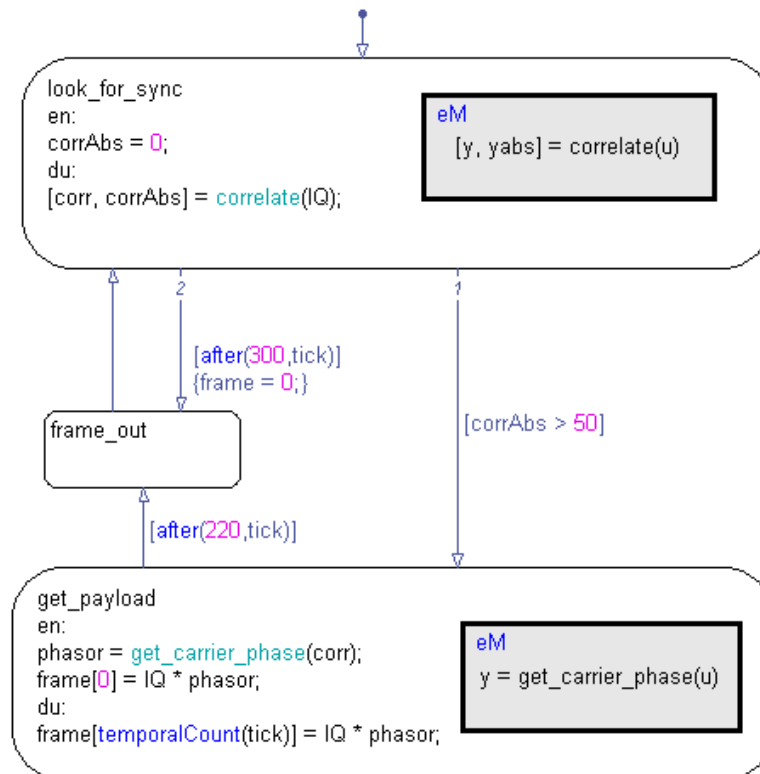 look_for_sync
en:
corrAbs = 0;
du:
[corr, corrAbs] = correlate(IQ);
eM
[y, yabs] = correlate(u)
2
1
[after(300,tick)]
{frame = 0;}
frame_out
[corrAbs > 50]
[after(220,tick)]
get_payload
en:
phasor = get_carrier_phase(corr);
frame[0] = IQ * phasor;
du:
frame[temporalCount(tick)] = IQ * phasor;
eM
y = get_carrier_phase(u)